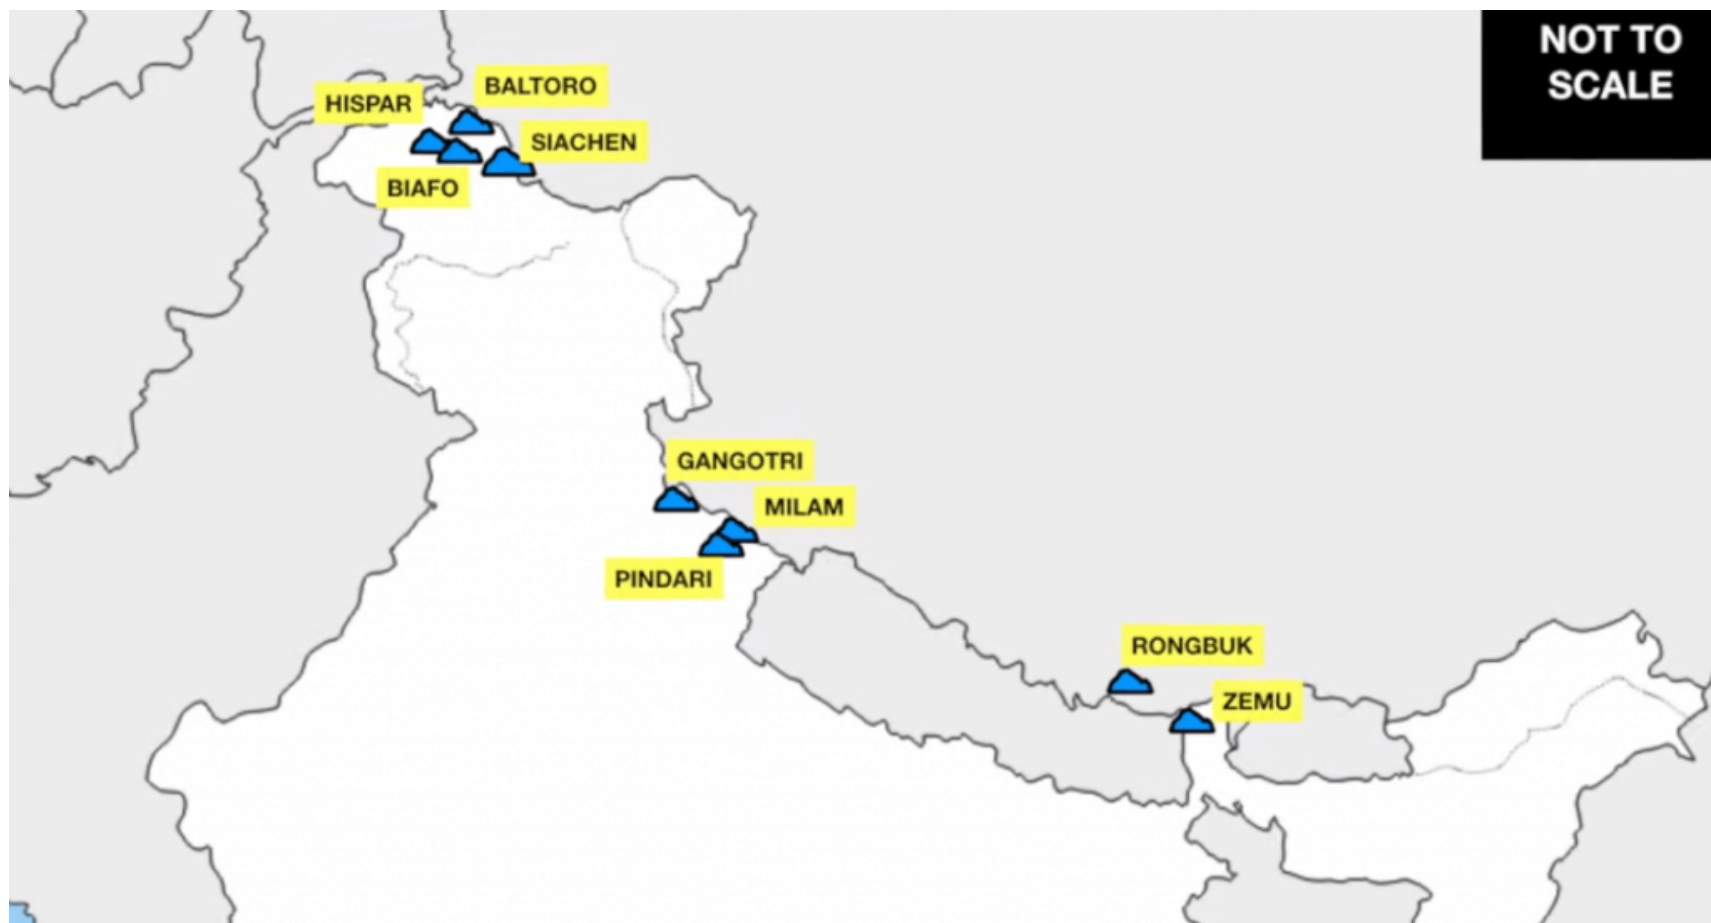 NOT TO
SCALE
BALTORO
HISPAR
SIACHEN
BIAFO
GANGOTRI
MILAM
PINDARI
RONGBUK
ZEMU